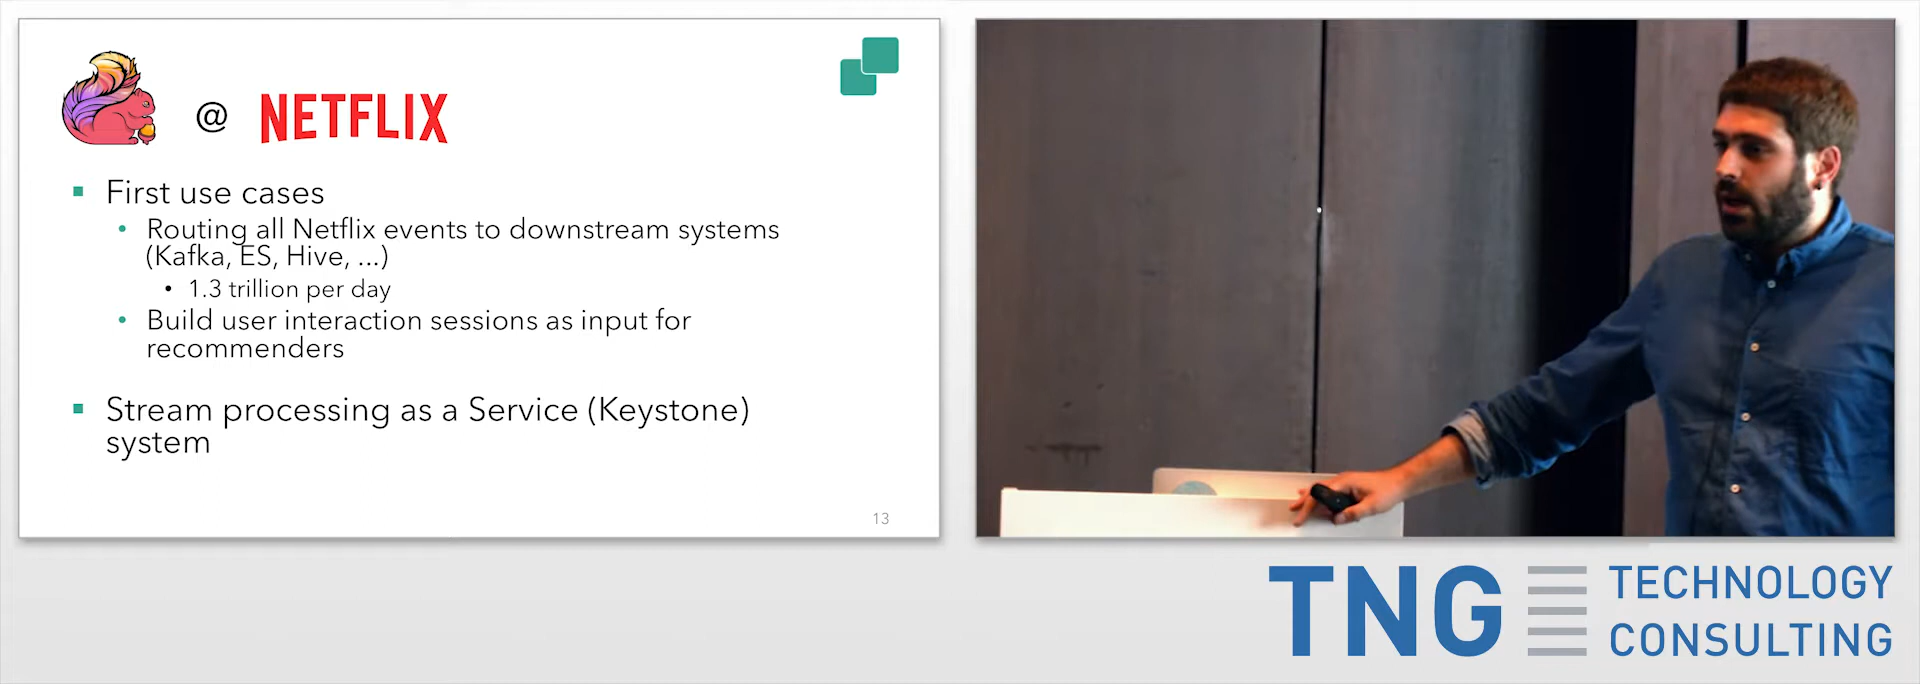 @ NETFLIX
First use cases
Routing all Netflix events to downstream systems
(Kafka, ES, Hive, ...)
1.3 trillion per day
Build user interaction sessions as input for
recommenders
Stream processing as a Service (Keystone)
system
13
TNG TECHNOLOGY
CONSULTING